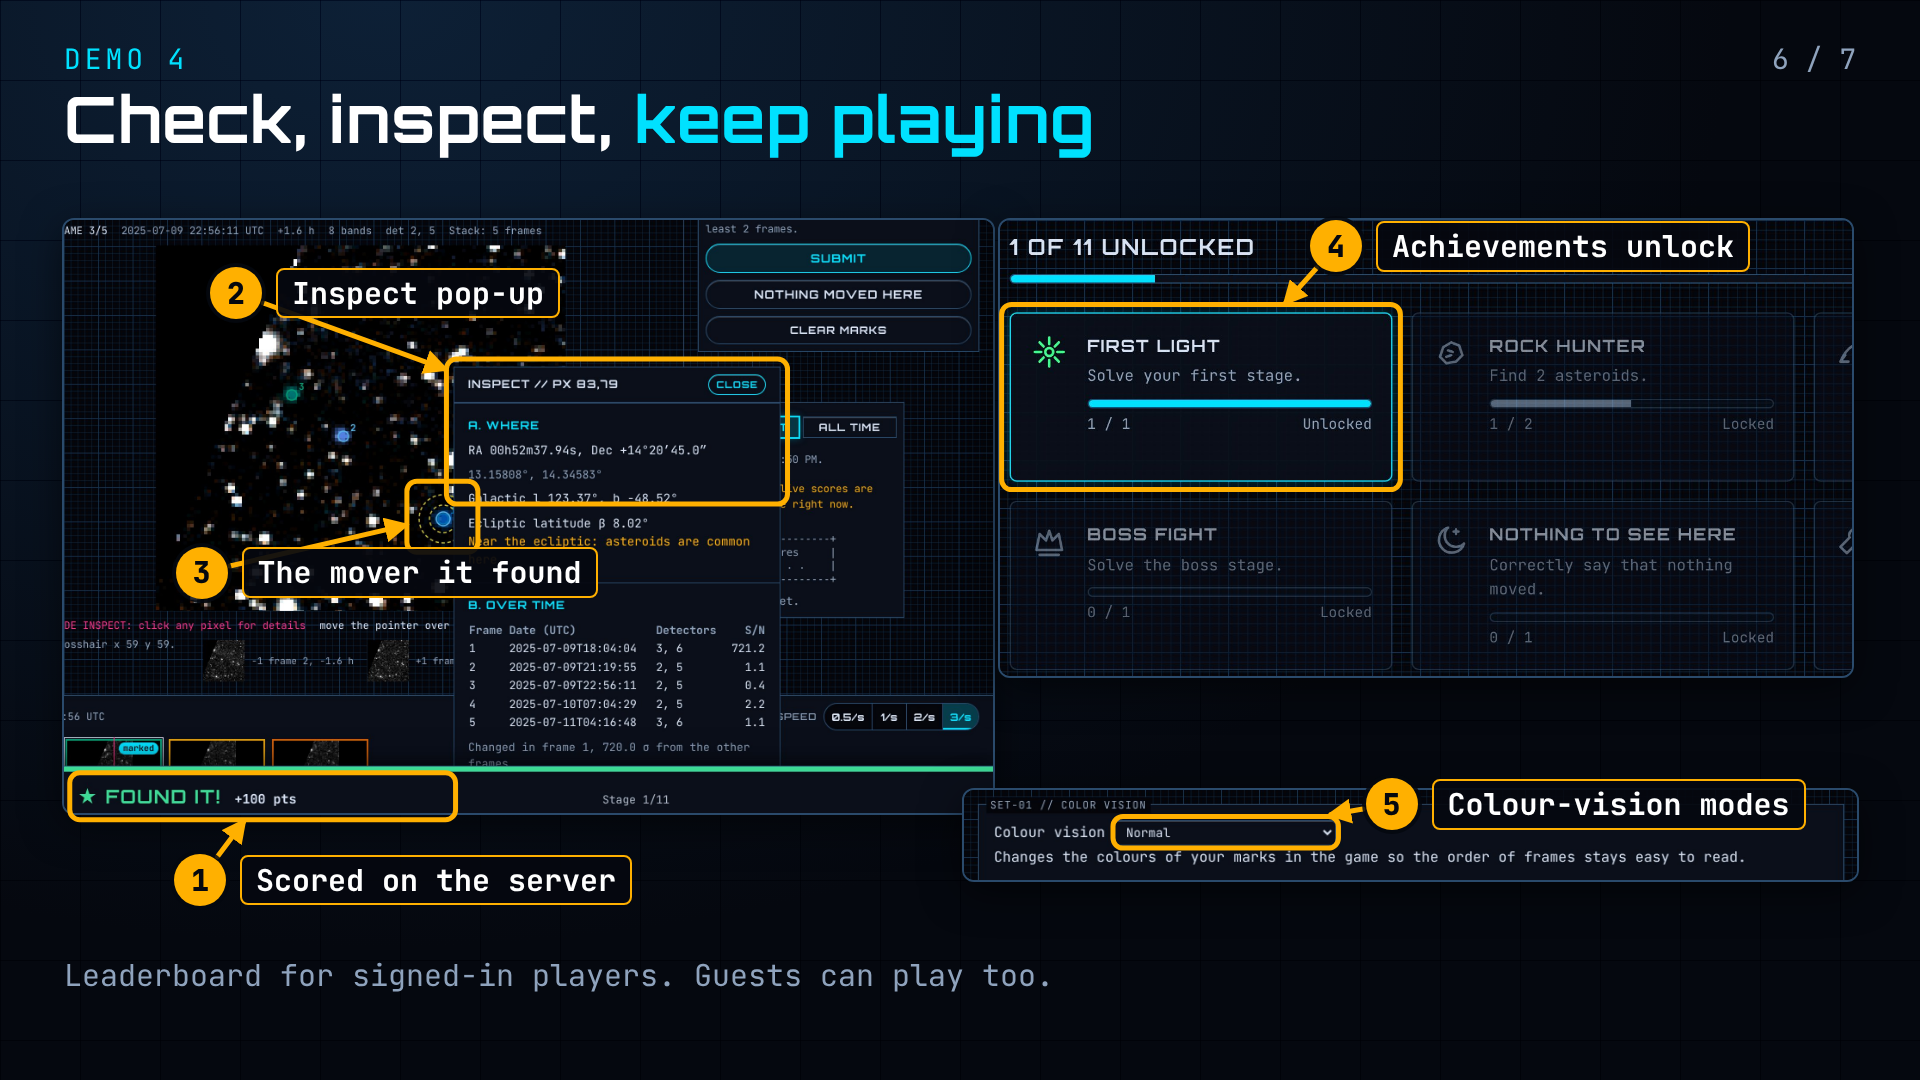 DEMO 4
6 / 7
Check, inspect, keep playing
AME 3/5 2025-07-09 22:56:11 UTC +1.6 h 8 bands det 2, 5 Stack: 5 frames
least 2 frames.
SUBMIT
NOTHING MOVED HERE
CLEAR MARKS
2 Inspect pop-up
3
2
INSPECT // PX 83,79
CLOSE
A. WHERE
RA 00h52m37.94s, Dec +14°20′45.0″
13.15808°, 14.34583°
Galactic l 123.37°, b -48.52°
Ecliptic latitude β 8.02°
Near the ecliptic: asteroids are common
ALL TIME
:50 PM.
ive scores are
e right now.
--------+
res |
. . |
--------+
et.
3 The mover it found
B. OVER TIME
Frame Date (UTC) Detectors S/N
1 2025-07-09T18:04:04 3, 6 721.2
2 2025-07-09T21:19:55 2, 5 1.1
3 2025-07-09T22:56:11 2, 5 0.4
4 2025-07-10T07:04:29 2, 5 2.2
5 2025-07-11T04:16:48 3, 6 1.1
Changed in frame 1, 720.0 σ from the other
frames
DE INSPECT: click any pixel for details move the pointer over
osshair x 59 y 59.
-1 frame 2, -1.6 h
+1 fram
:56 UTC
SPEED 0.5/s 1/s 2/s 3/s
marked
★ FOUND IT! +100 pts
Stage 1/11
1 Scored on the server
1 OF 11 UNLOCKED
4 Achievements unlock
FIRST LIGHT
Solve your first stage.
1 / 1 Unlocked
ROCK HUNTER
Find 2 asteroids.
1 / 2 Locked
BOSS FIGHT
Solve the boss stage.
0 / 1 Locked
NOTHING TO SEE HERE
Correctly say that nothing
moved.
0 / 1 Locked
SET-01 // COLOR VISION
5 Colour-vision modes
Colour vision Normal
Changes the colours of your marks in the game so the order of frames stays easy to read.
Leaderboard for signed-in players. Guests can play too.